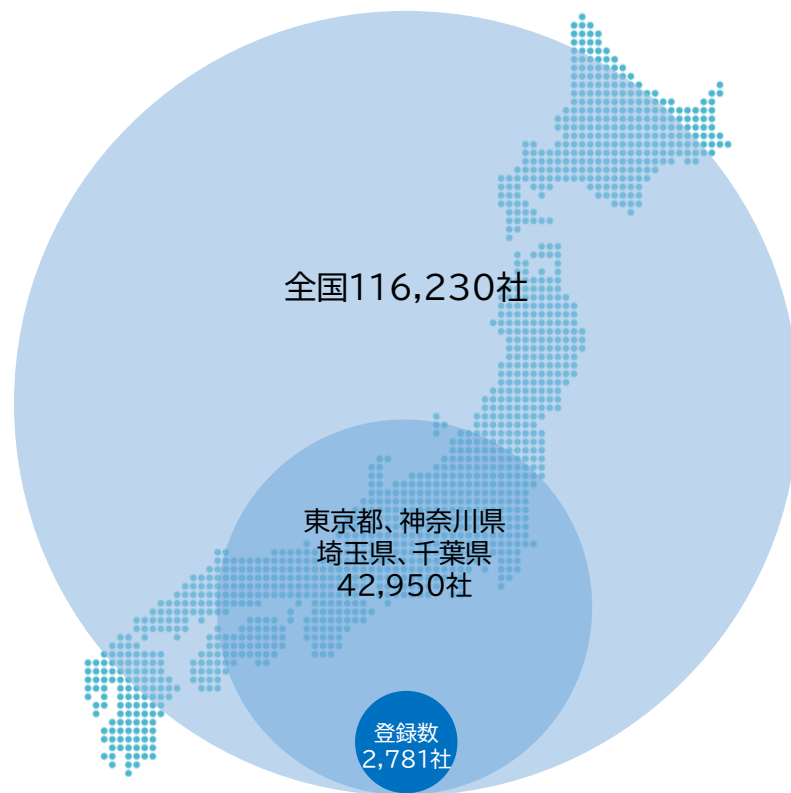 全国116,230社
東京都、神奈川県
埼玉県、千葉県
42,950社
登録数
2,781社